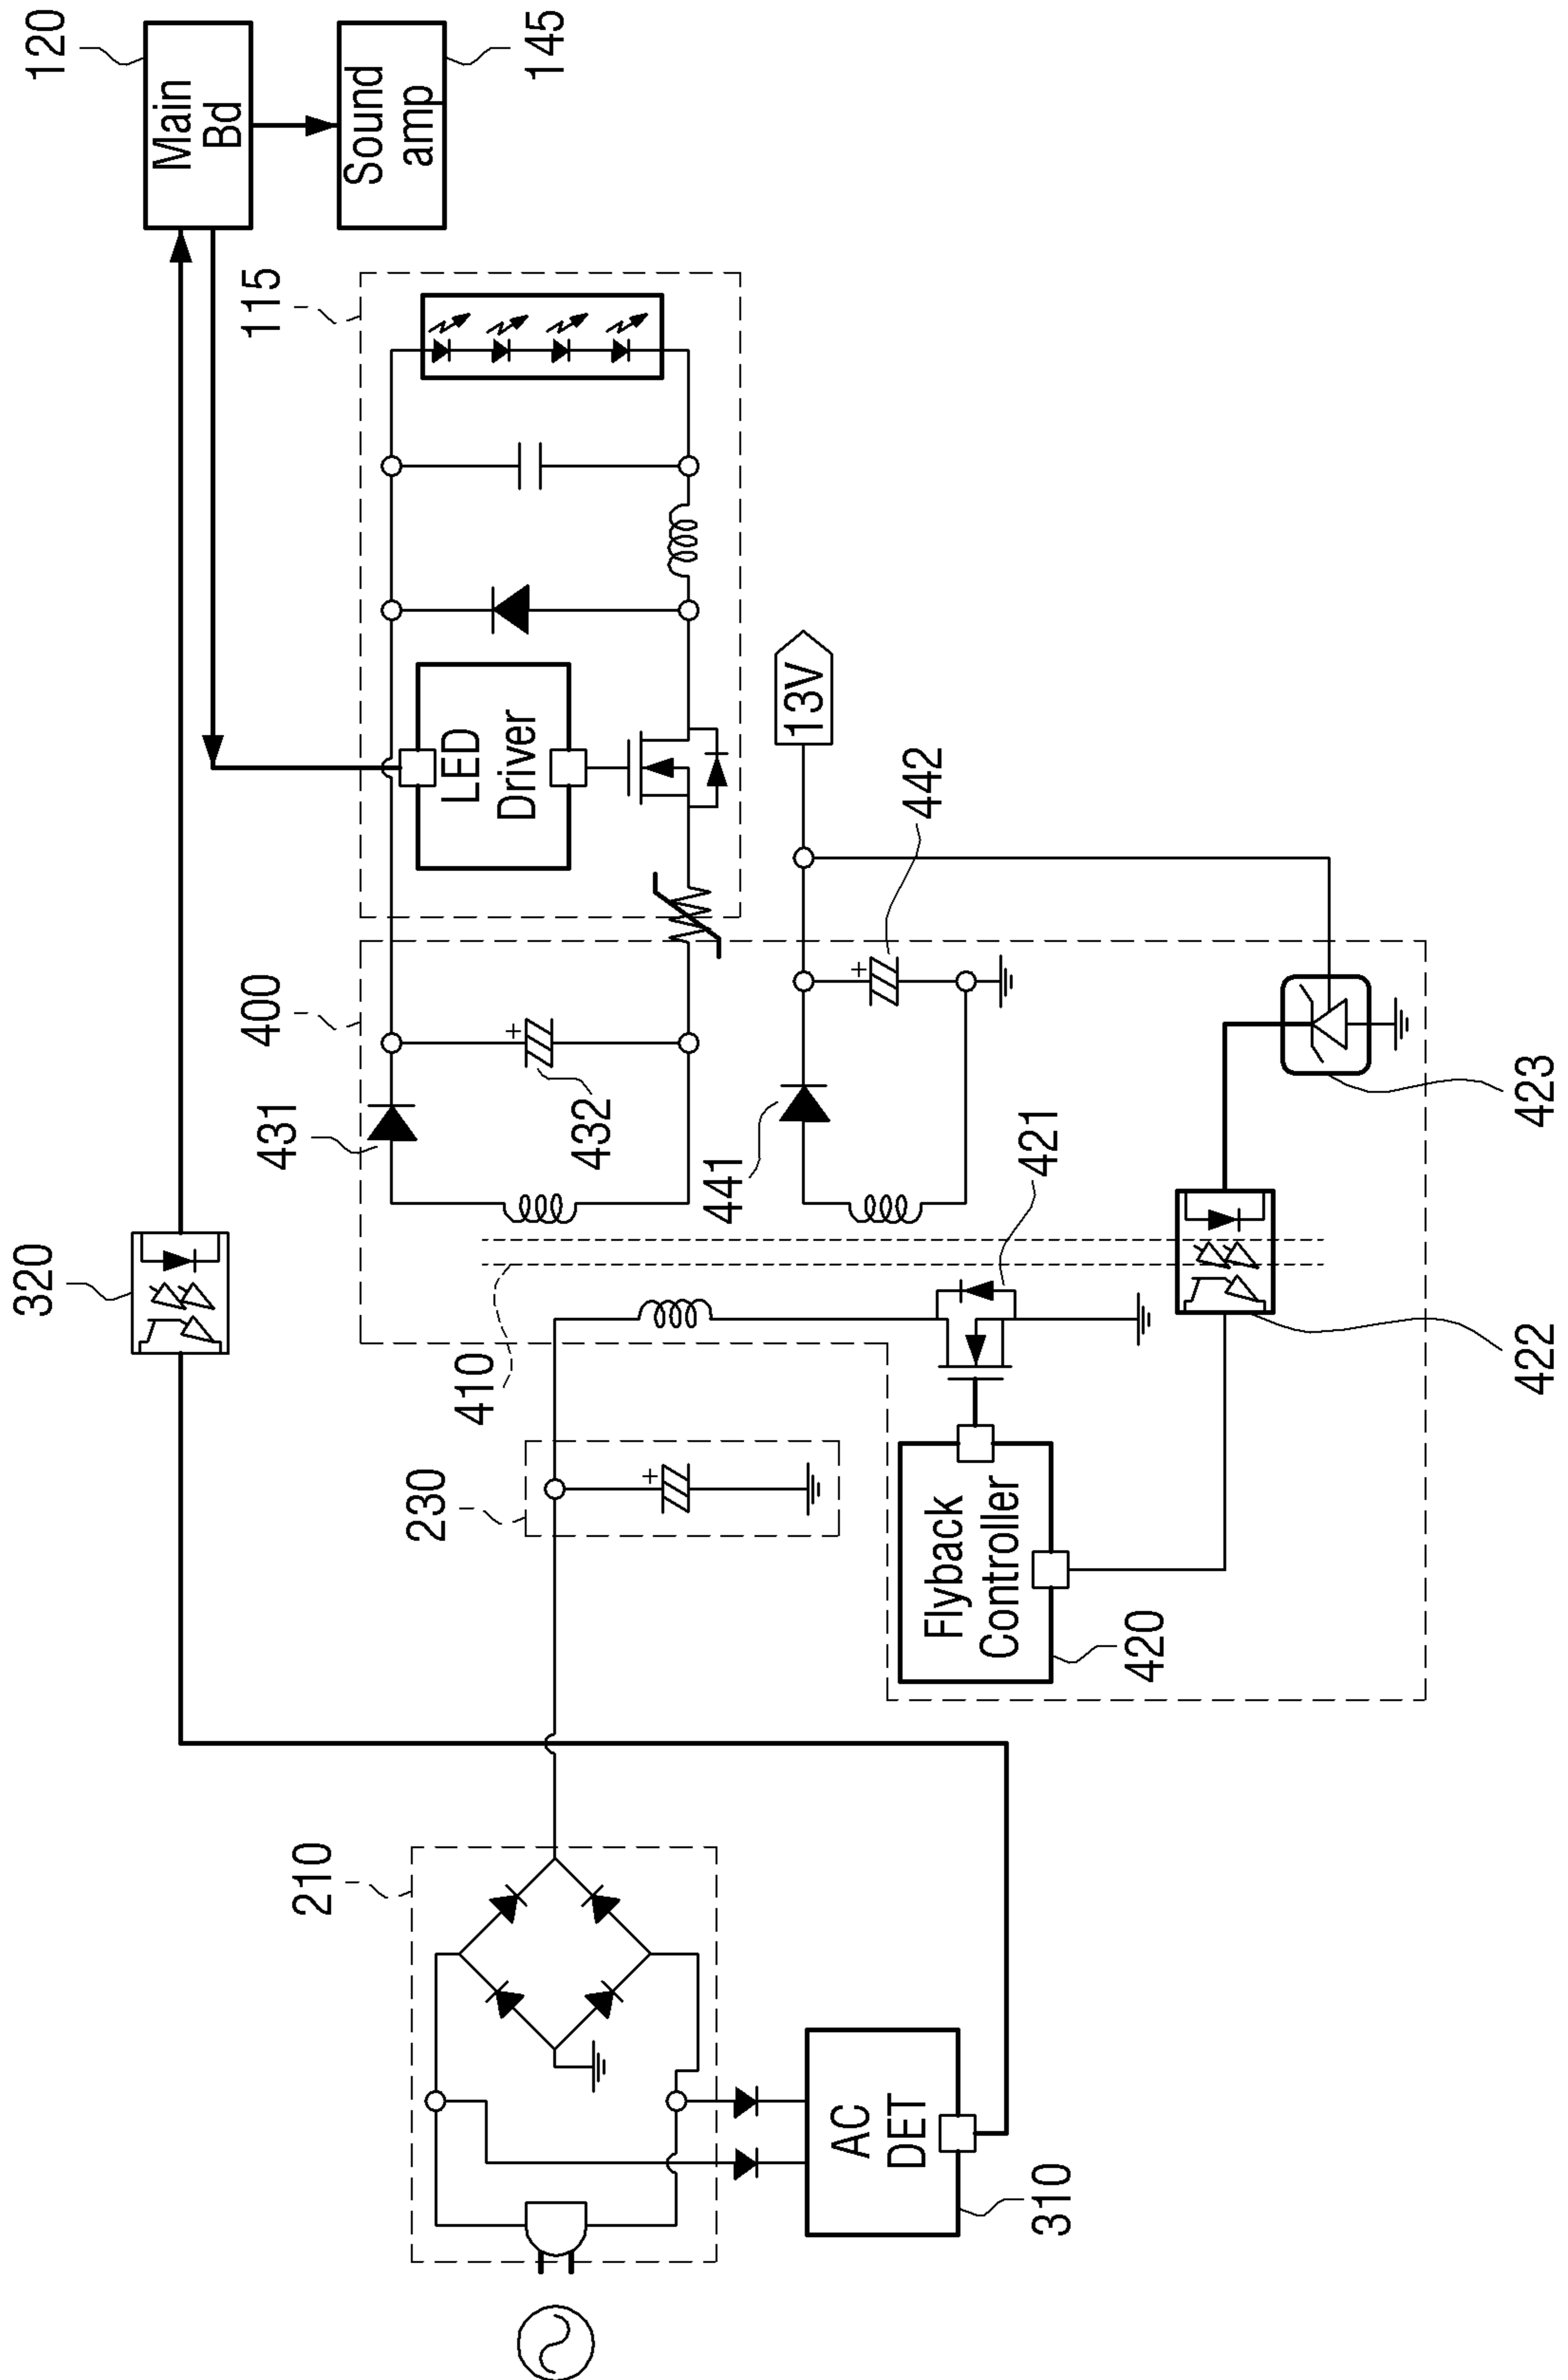 120
Main
Bd
145
Sound
amp
115
LED
Driver
13V
442
400
+
431
432
+
441
421
423
320
410
422
230
+
Flyback
Controller
420
210
AC
DET
310